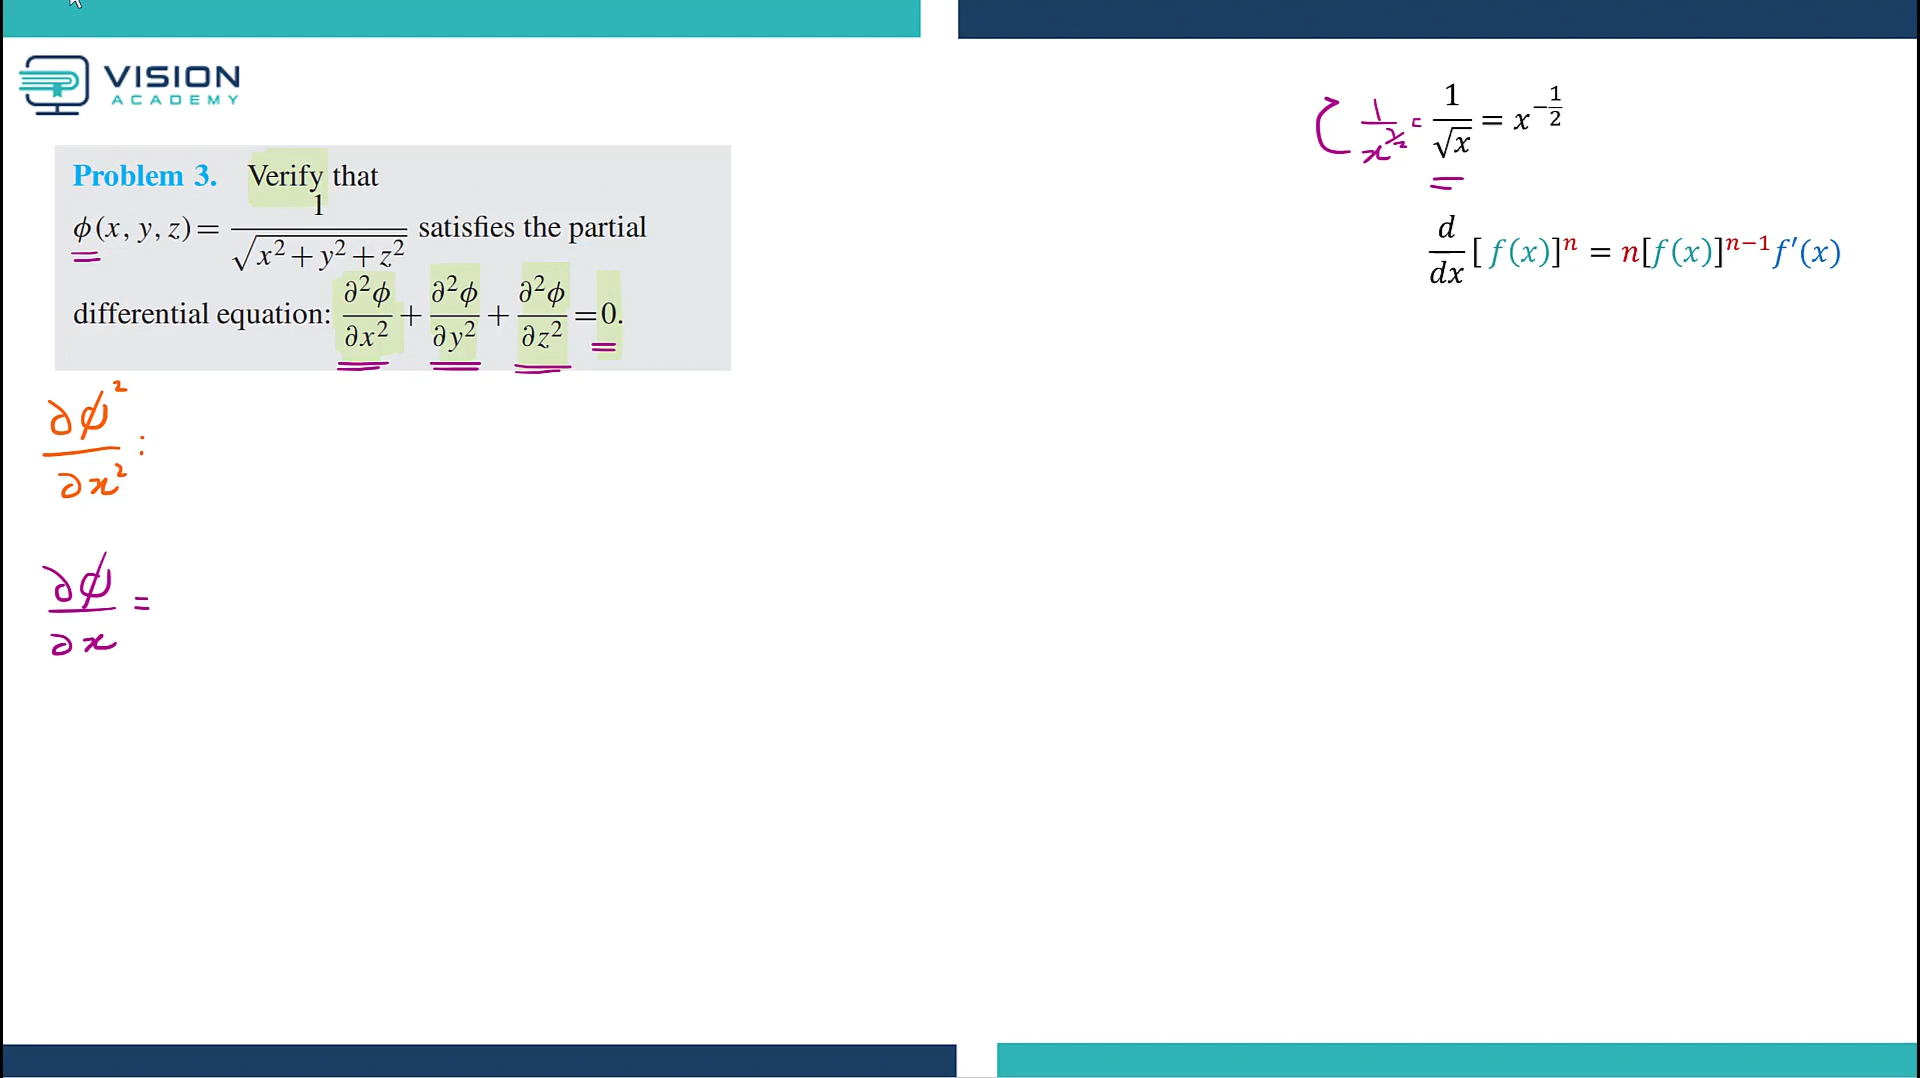 VISION
ACADEMY
Problem 3. Verify that
ϕ(x, y, z) = 1/√(x² + y² + z²) satisfies the partial
differential equation: ∂²ϕ/∂x² + ∂²ϕ/∂y² + ∂²ϕ/∂z² = 0.
∂ϕ²/∂x² :
∂ϕ/∂x =
1/x^(1/2) = 1/√x = x^(-1/2)
d/dx [f(x)]^n = n[f(x)]^(n-1) f′(x)